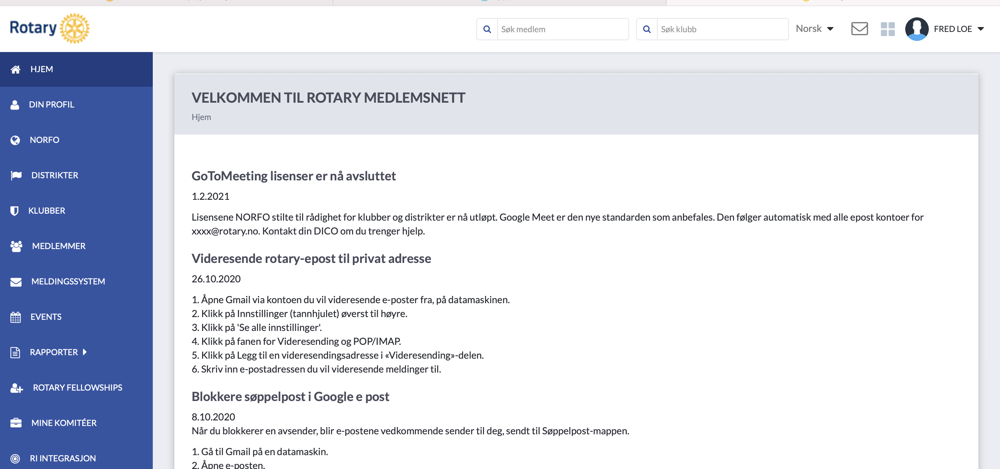 Rotary
Søk medlem
Søk klubb
Norsk
FRED LOE
HJEM
DIN PROFIL
NORFO
DISTRIKTER
KLUBBER
MEDLEMMER
MELDINGSSYSTEM
EVENTS
RAPPORTER
ROTARY FELLOWSHIPS
MINE KOMITÉER
RI INTEGRASJON
VELKOMMEN TIL ROTARY MEDLEMSNETT
Hjem
GoToMeeting lisenser er nå avsluttet
1.2.2021
Lisensene NORFO stilte til rådighet for klubber og distrikter er nå utløpt. Google Meet er den nye standarden som anbefales. Den følger automatisk med alle epost kontoer for
xxxx@rotary.no. Kontakt din DICO om du trenger hjelp.
Videresende rotary-epost til privat adresse
26.10.2020
1. Åpne Gmail via kontoen du vil videresende e-poster fra, på datamaskinen.
2. Klikk på Innstillinger (tannhjulet) øverst til høyre.
3. Klikk på 'Se alle innstillinger'.
4. Klikk på fanen for Videresending og POP/IMAP.
5. Klikk på Legg til en videresendingsadresse i «Videresending»-delen.
6. Skriv inn e-postadressen du vil videresende meldinger til.
Blokkere søppelpost i Google e post
8.10.2020
Når du blokkerer en avsender, blir e-postene vedkommende sender til deg, sendt til Søppelpost-mappen.
1. Gå til Gmail på en datamaskin.
2. Åpne e-posten.